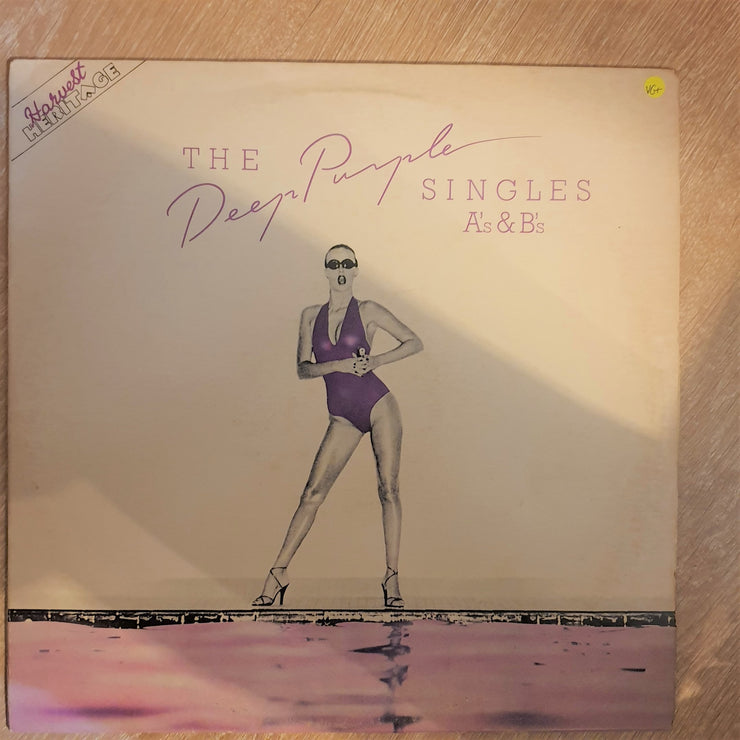 Harvest
HERITAGE
VG+
THE Deep Purple SINGLES
A's & B's